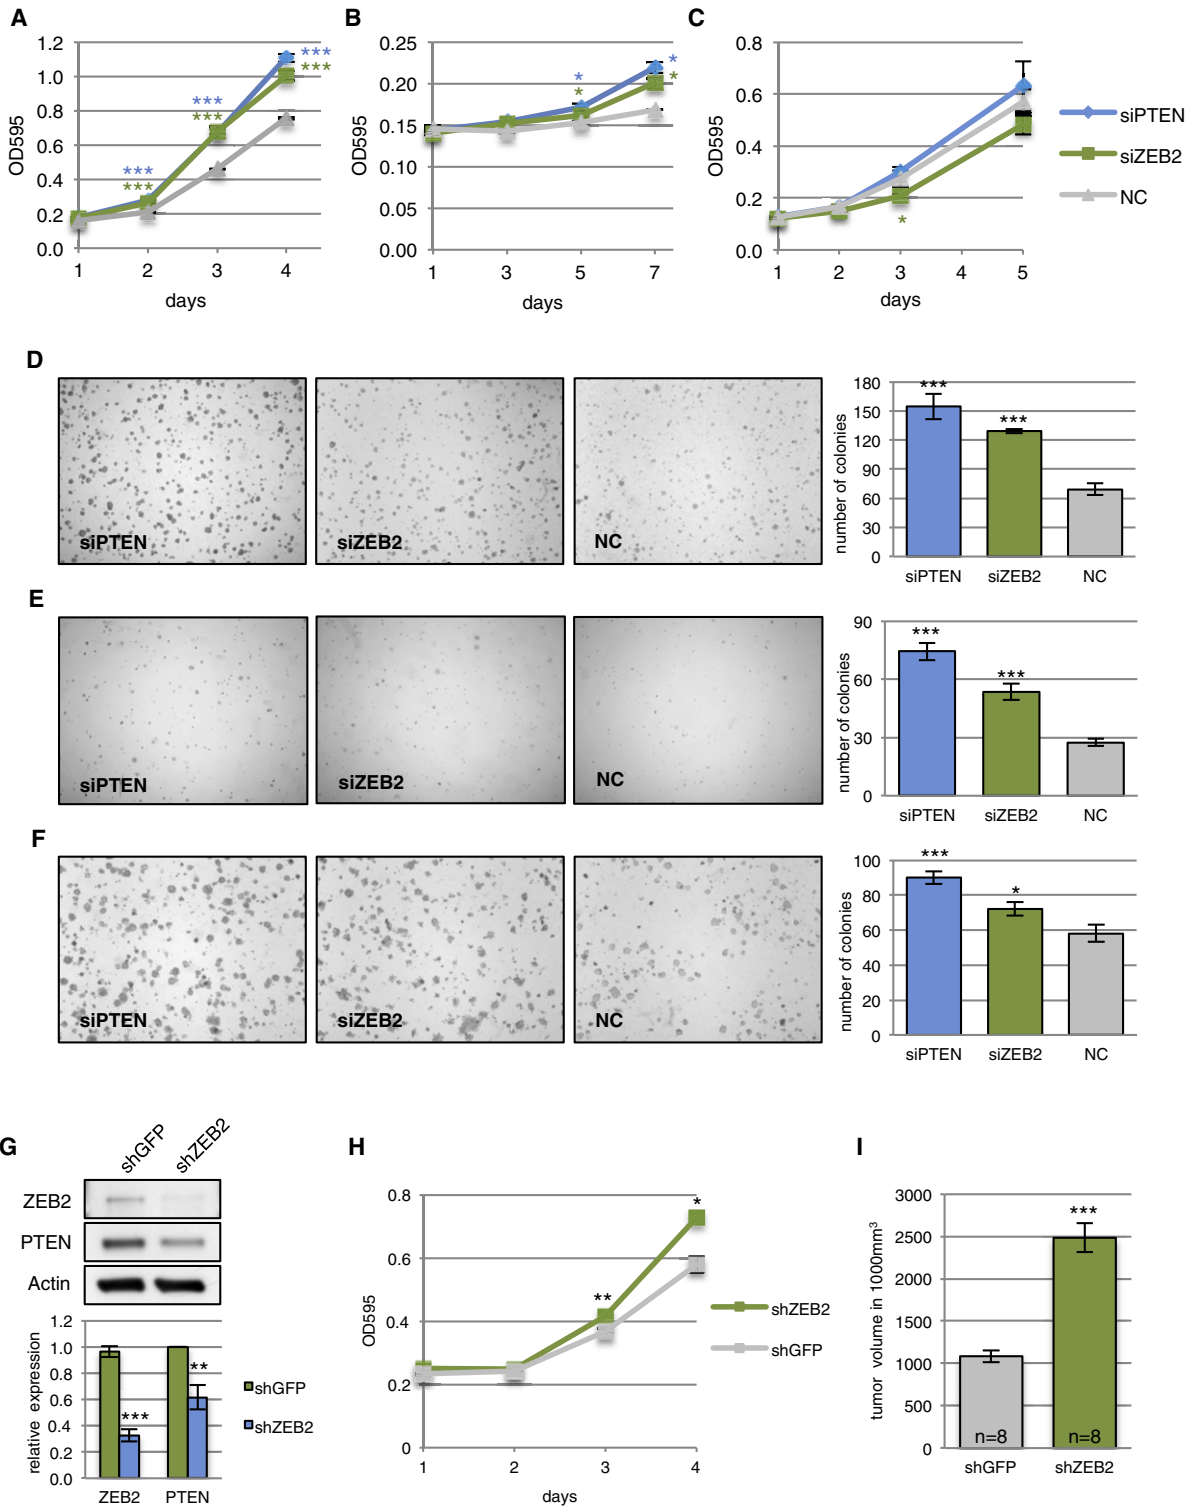 A
B
C
1.2
1.0
0.8
0.6
0.4
0.2
0.0
OD595
1 2 3 4
days
***
***
***
***
***
***
0.25
0.20
0.15
0.10
0.05
0.00
OD595
1 3 5 7
days
*
*
*
*
0.8
0.6
0.4
0.2
0.0
OD595
1 2 3 4 5
days
*
siPTEN
siZEB2
NC
D
siPTEN
siZEB2
NC
180
150
120
90
60
30
0
number of colonies
***
***
siPTEN siZEB2 NC
E
siPTEN
siZEB2
NC
90
60
30
0
number of colonies
***
***
siPTEN siZEB2 NC
F
siPTEN
siZEB2
NC
100
80
60
40
20
0
number of colonies
***
*
siPTEN siZEB2 NC
G
shGFP
shZEB2
ZEB2
PTEN
Actin
1.2
1.0
0.8
0.6
0.4
0.2
0.0
relative expression
***
**
ZEB2 PTEN
shGFP
shZEB2
H
0.8
0.6
0.4
0.2
0
OD595
**
*
1 2 3 4
days
shZEB2
shGFP
I
3000
2500
2000
1500
1000
500
0
tumor volume in 1000mm³
***
n=8 n=8
shGFP shZEB2